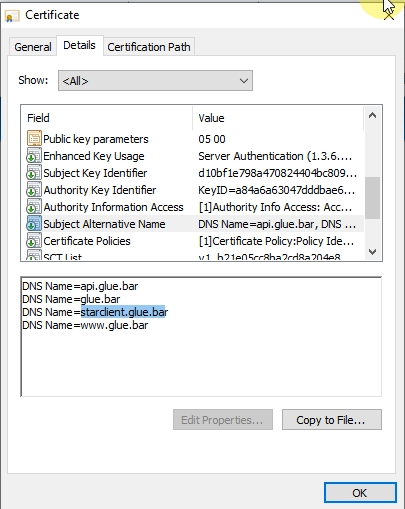 Certificate
General Details Certification Path
Show: <All>
Field Value
Public key parameters 05 00
Enhanced Key Usage Server Authentication (1.3.6....
Subject Key Identifier d10bf1e798a470824404bc809...
Authority Key Identifier KeyID=a84a6a63047dddbae6...
Authority Information Access [1]Authority Info Access: Acc...
Subject Alternative Name DNS Name=api.glue.bar, DNS ...
Certificate Policies [1]Certificate Policy:Policy Ide...
SCT List v1, b21e05cc8ba2cd8a204e8...
DNS Name=api.glue.bar
DNS Name=glue.bar
DNS Name=starclient.glue.bar
DNS Name=www.glue.bar
Edit Properties... Copy to File...
OK